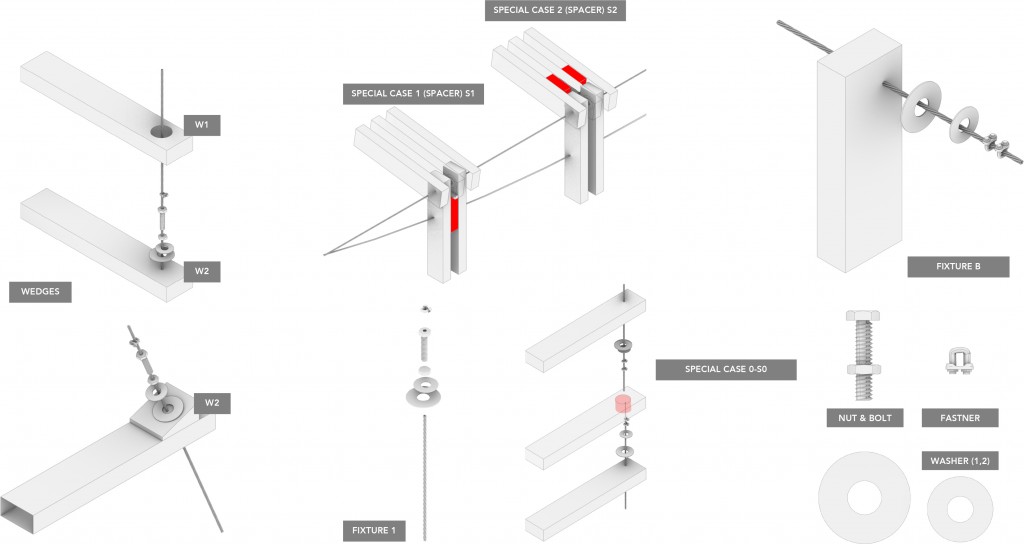 SPECIAL CASE 2 (SPACER) S2
SPECIAL CASE 1 (SPACER) S1
W1
W2
WEDGES
FIXTURE B
W2
SPECIAL CASE 0-S0
NUT & BOLT
FASTNER
WASHER (1,2)
FIXTURE 1